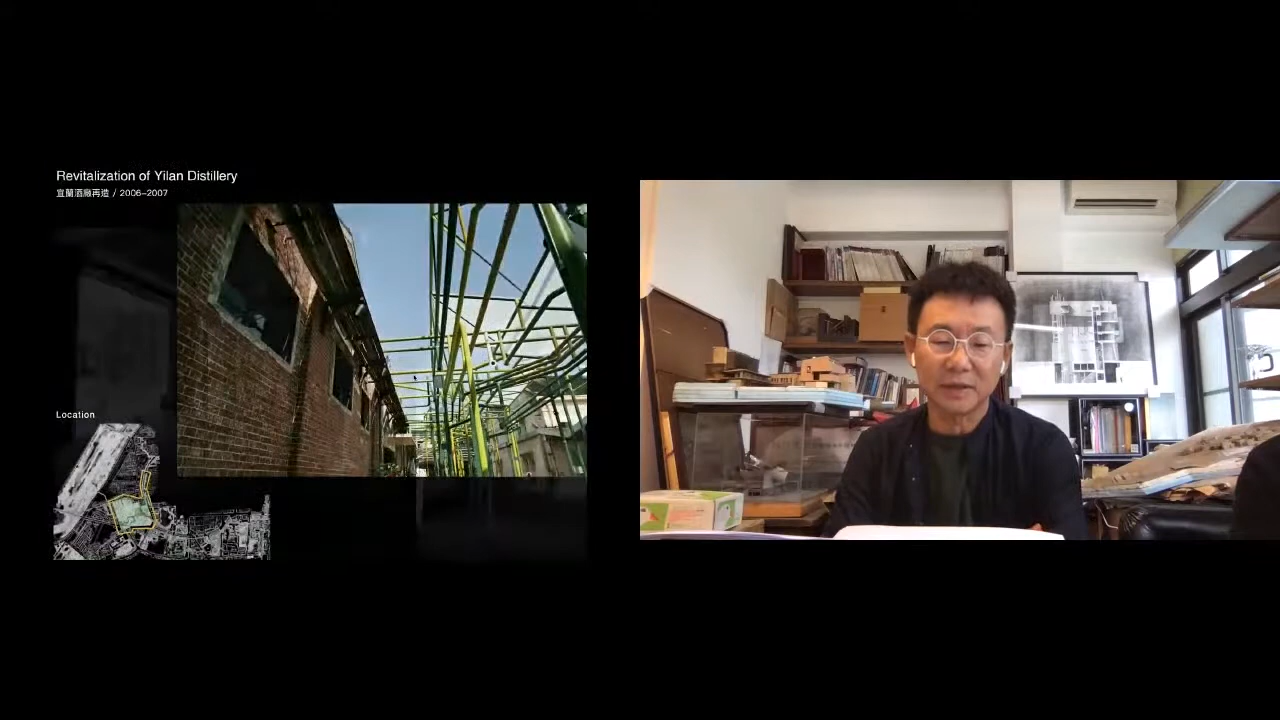 Revitalization of Yilan Distillery
宜蘭酒廠再造 / 2006–2007
Location